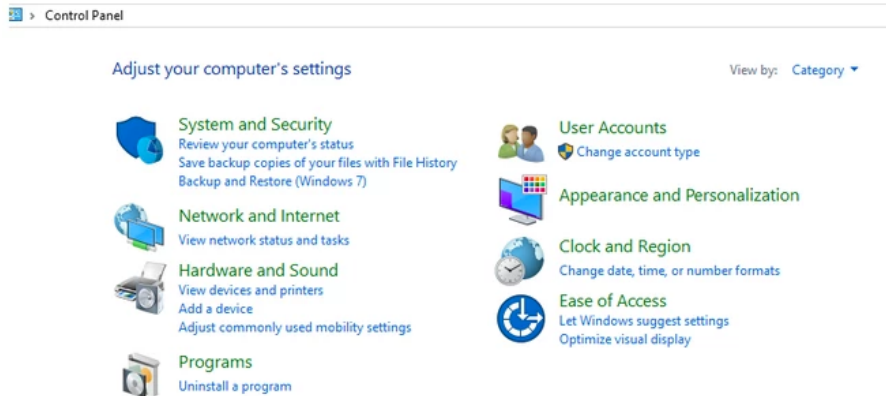 Control Panel
Adjust your computer's settings
View by: Category
System and Security
Review your computer's status
Save backup copies of your files with File History
Backup and Restore (Windows 7)
Network and Internet
View network status and tasks
Hardware and Sound
View devices and printers
Add a device
Adjust commonly used mobility settings
Programs
Uninstall a program
User Accounts
Change account type
Appearance and Personalization
Clock and Region
Change date, time, or number formats
Ease of Access
Let Windows suggest settings
Optimize visual display